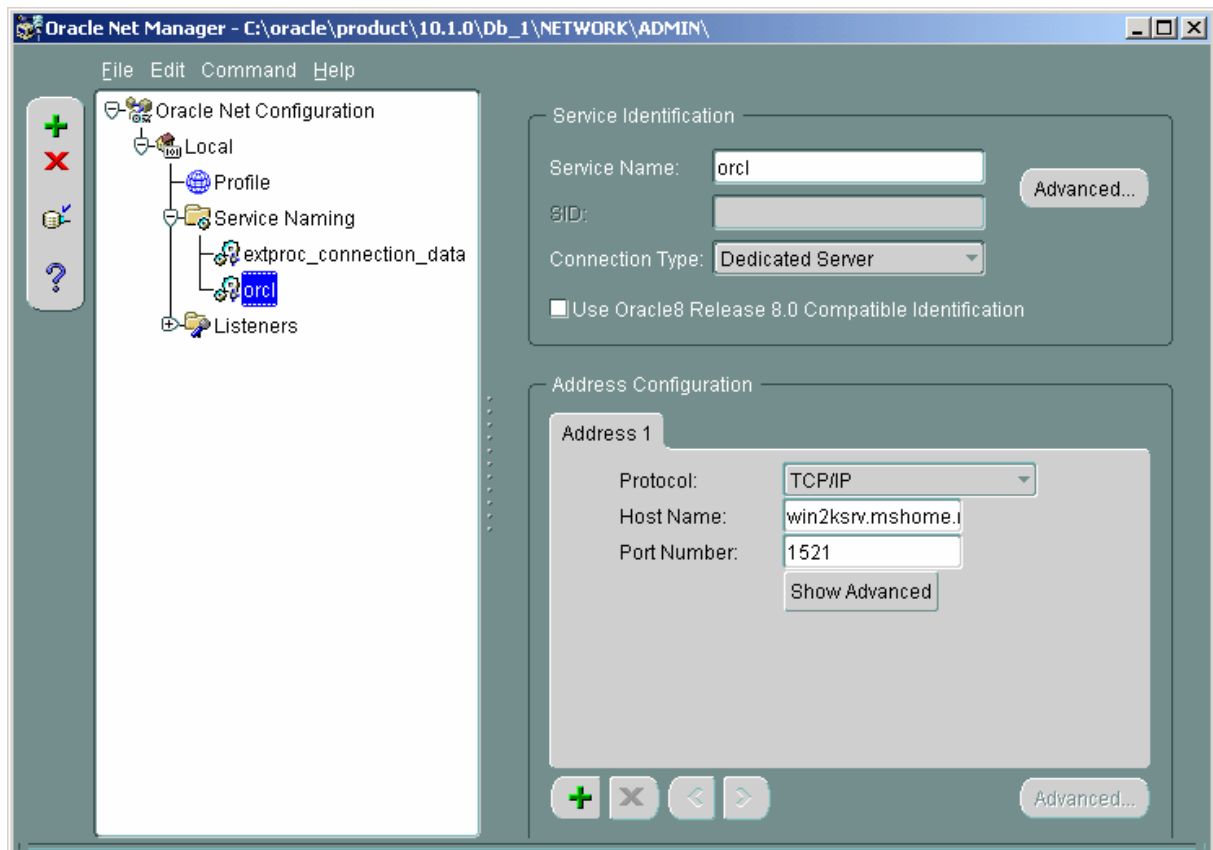 Oracle Net Manager - C:\oracle\product\10.1.0\Db_1\NETWORK\ADMIN\
File Edit Command Help
Oracle Net Configuration
Local
Profile
Service Naming
extproc_connection_data
orcl
Listeners
Service Identification
Service Name: orcl
Advanced...
SID:
Connection Type: Dedicated Server
Use Oracle8 Release 8.0 Compatible Identification
Address Configuration
Address 1
Protocol: TCP/IP
Host Name: win2ksrv.mshome.
Port Number: 1521
Show Advanced
Advanced...